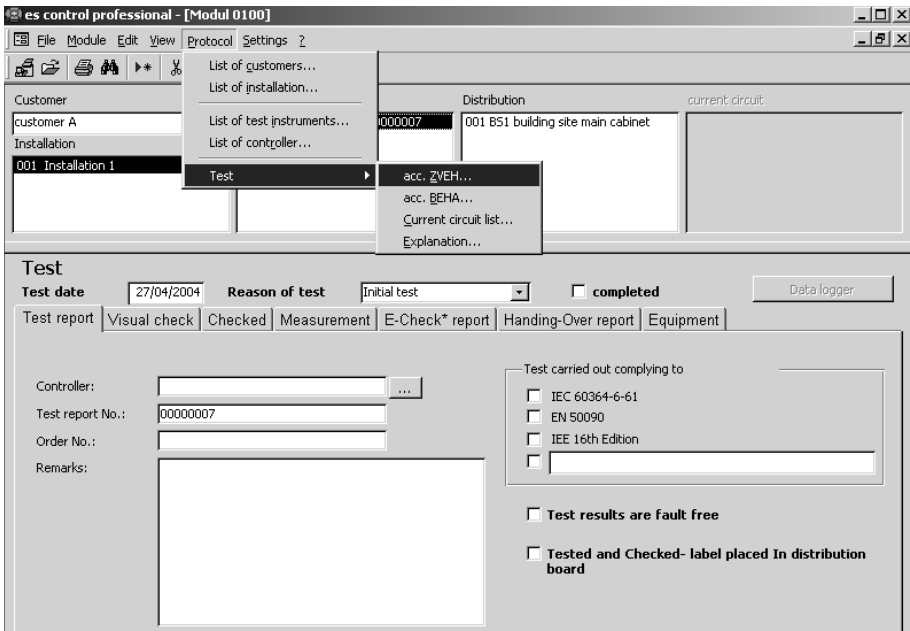 es control professional - [Modul 0100]
File Module Edit View Protocol Settings ?
List of customers...
List of installation...
List of test instruments...
List of controller...
Test
acc. ZVEH...
acc. BEHA...
Current circuit list...
Explanation...
Customer
customer A
Installation
001 Installation 1
0000007
Distribution
001 BS1 building site main cabinet
current circuit
Test
Test date 27/04/2004 Reason of test Initial test completed Data logger
Test report Visual check Checked Measurement E-Check* report Handing-Over report Equipment
Controller: ...
Test report No.: 00000007
Order No.:
Remarks:
Test carried out complying to
IEC 60364-6-61
EN 50090
IEE 16th Edition
Test results are fault free
Tested and Checked- label placed In distribution
board